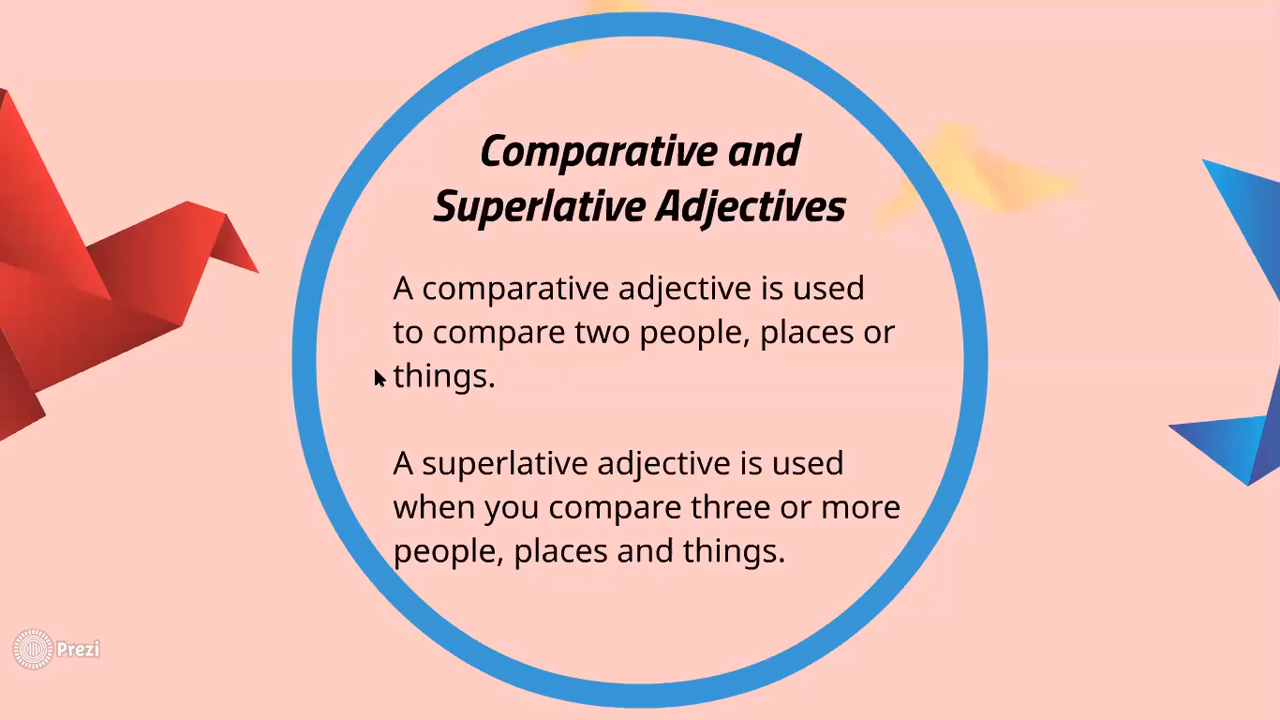 Comparative and
Superlative Adjectives
A comparative adjective is used
to compare two people, places or
things.
A superlative adjective is used
when you compare three or more
people, places and things.
Prezi